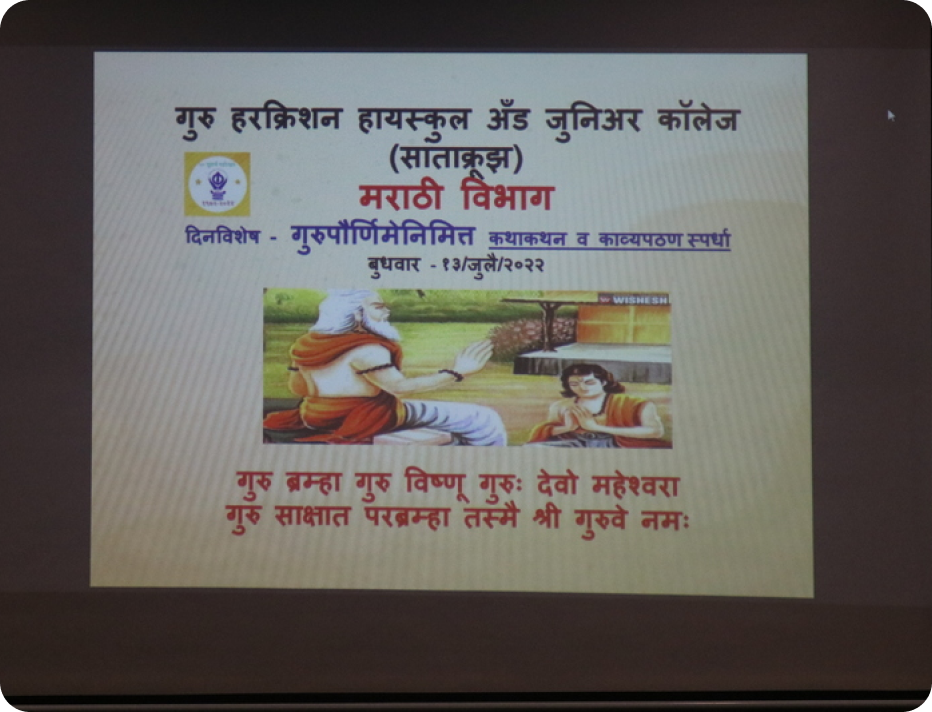 गुरु हरक्रिशन हायस्कुल अँड जुनिअर कॉलेज
(साताक्रूझ)
मराठी विभाग
दिनविशेष - गुरुपौर्णिमेनिमित्त कथाकथन व काव्यपठण स्पर्धा
बुधवार - १३/जुलै/२०२२
WISHESH
गुरु ब्रम्हा गुरु विष्णू गुरुः देवो महेश्वरा
गुरु साक्षात परब्रम्हा तस्मै श्री गुरुवे नमः